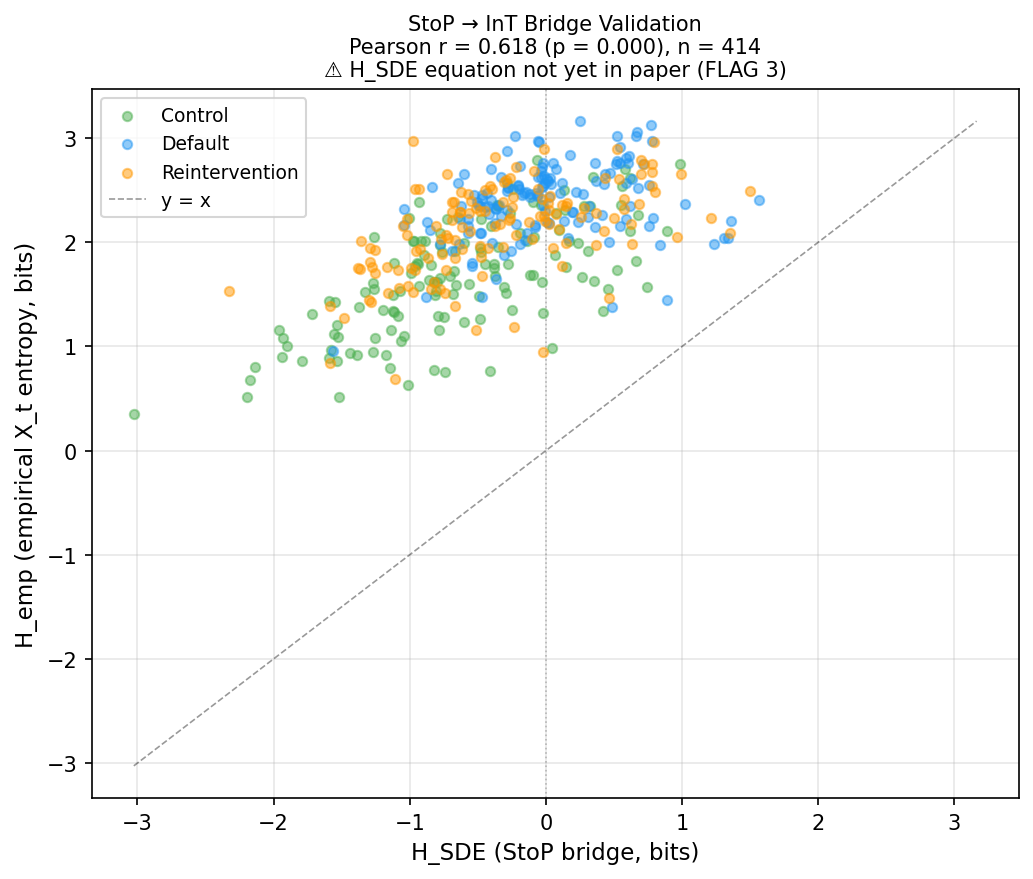 StoP → InT Bridge Validation
Pearson r = 0.618 (p = 0.000), n = 414
⚠ H_SDE equation not yet in paper (FLAG 3)
Control
Default
Reintervention
y = x
H_emp (empirical X_t entropy, bits)
3
2
1
0
−1
−2
−3
−3
−2
−1
0
1
2
3
H_SDE (StoP bridge, bits)